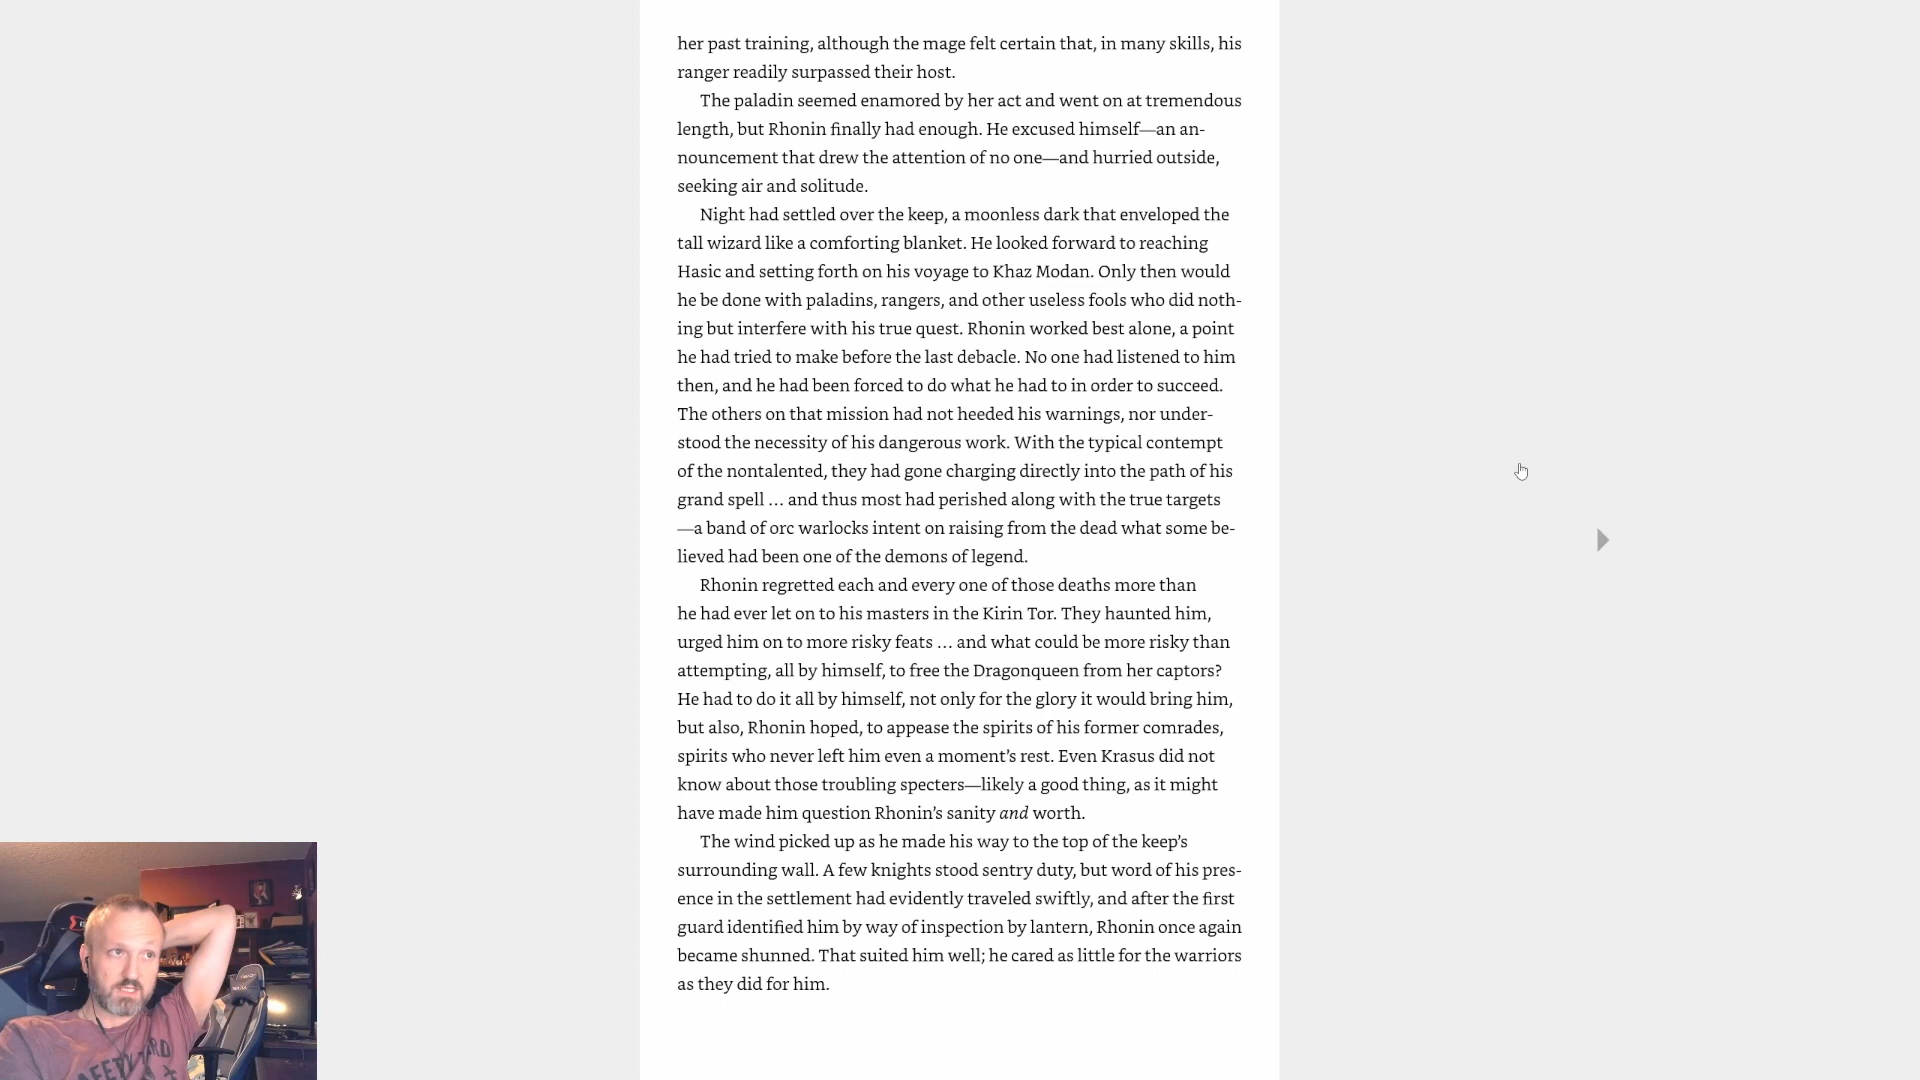 her past training, although the mage felt certain that, in many skills, his
ranger readily surpassed their host.
The paladin seemed enamored by her act and went on at tremendous
length, but Rhonin finally had enough. He excused himself—an an-
nouncement that drew the attention of no one—and hurried outside,
seeking air and solitude.
Night had settled over the keep, a moonless dark that enveloped the
tall wizard like a comforting blanket. He looked forward to reaching
Hasic and setting forth on his voyage to Khaz Modan. Only then would
he be done with paladins, rangers, and other useless fools who did noth-
ing but interfere with his true quest. Rhonin worked best alone, a point
he had tried to make before the last debacle. No one had listened to him
then, and he had been forced to do what he had to in order to succeed.
The others on that mission had not heeded his warnings, nor under-
stood the necessity of his dangerous work. With the typical contempt
of the nontalented, they had gone charging directly into the path of his
grand spell … and thus most had perished along with the true targets
—a band of orc warlocks intent on raising from the dead what some be-
lieved had been one of the demons of legend.
Rhonin regretted each and every one of those deaths more than
he had ever let on to his masters in the Kirin Tor. They haunted him,
urged him on to more risky feats … and what could be more risky than
attempting, all by himself, to free the Dragonqueen from her captors?
He had to do it all by himself, not only for the glory it would bring him,
but also, Rhonin hoped, to appease the spirits of his former comrades,
spirits who never left him even a moment's rest. Even Krasus did not
know about those troubling specters—likely a good thing, as it might
have made him question Rhonin's sanity and worth.
The wind picked up as he made his way to the top of the keep's
surrounding wall. A few knights stood sentry duty, but word of his pres-
ence in the settlement had evidently traveled swiftly, and after the first
guard identified him by way of inspection by lantern, Rhonin once again
became shunned. That suited him well; he cared as little for the warriors
as they did for him.